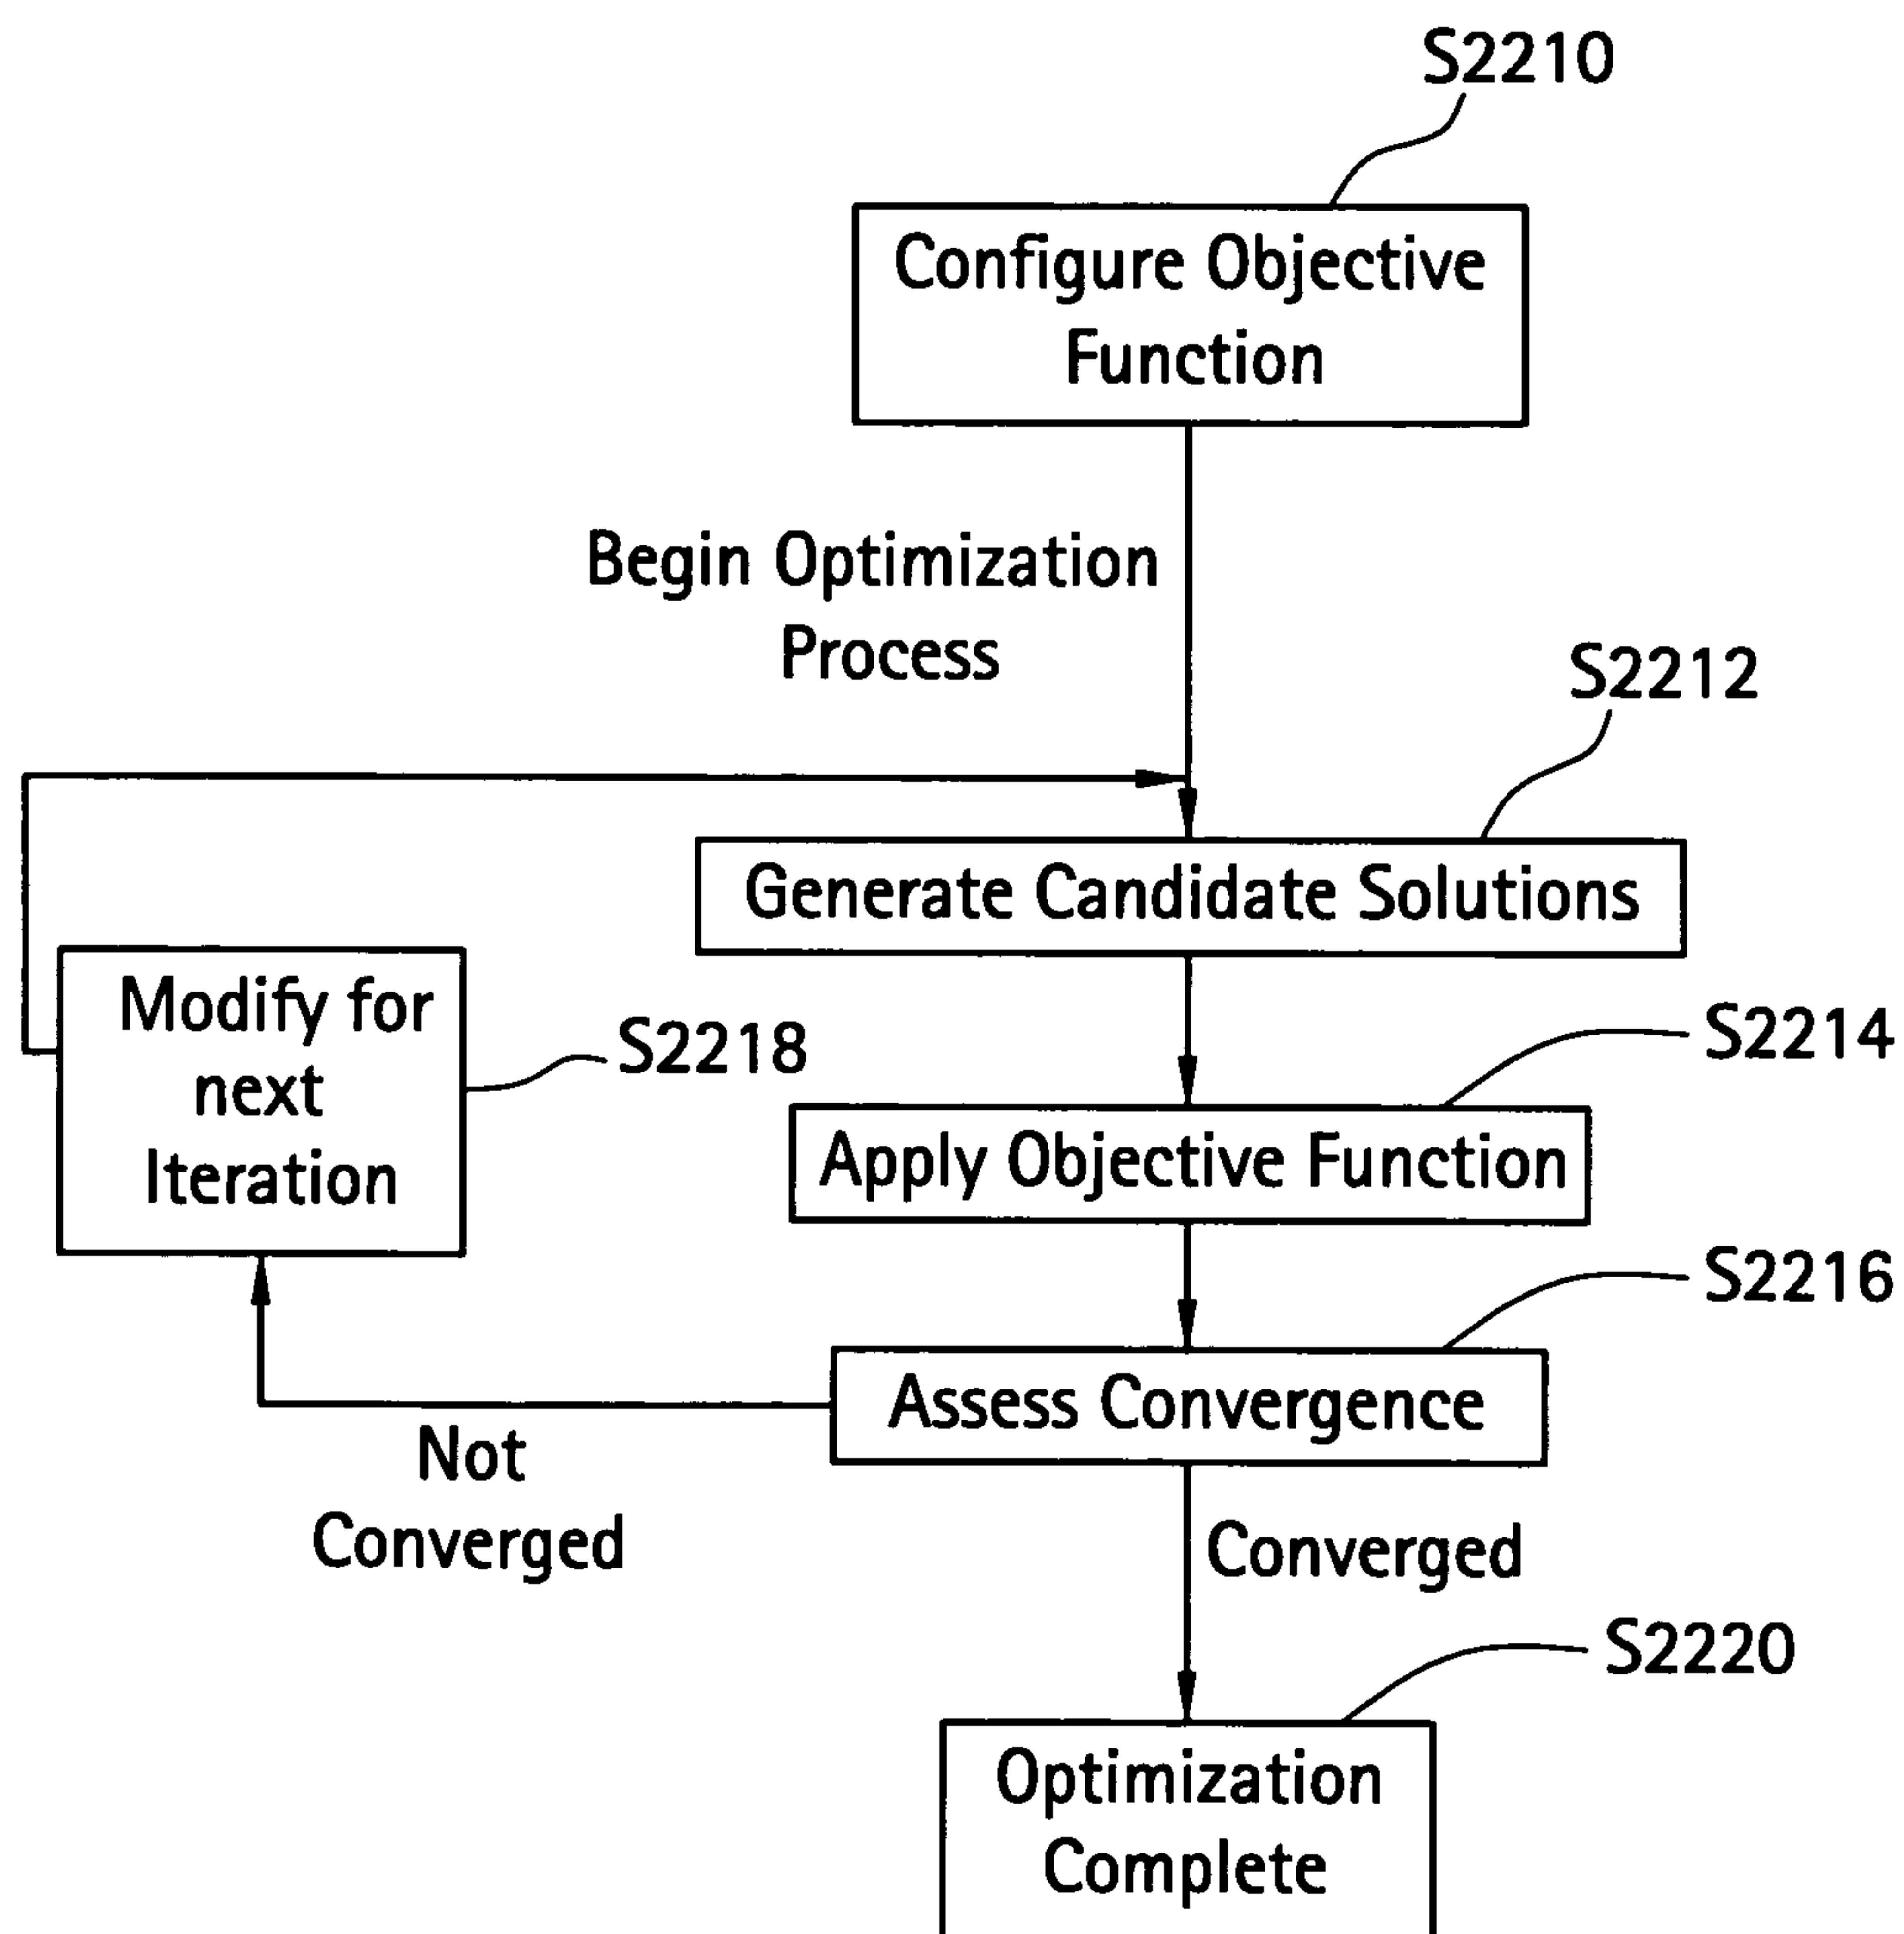 S2210
Configure Objective
Function
Begin Optimization
Process
S2212
Generate Candidate Solutions
Modify for
next
Iteration
S2218
S2214
Apply Objective Function
S2216
Assess Convergence
Not
Converged
Converged
S2220
Optimization
Complete